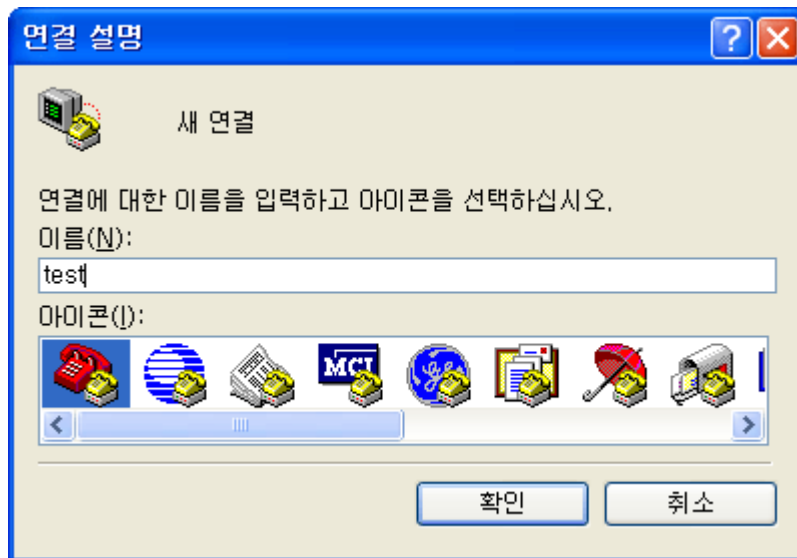 연결 설명
새 연결
연결에 대한 이름을 입력하고 아이콘을 선택하십시오.
이름(N):
test
아이콘(I):
MCI
확인 취소